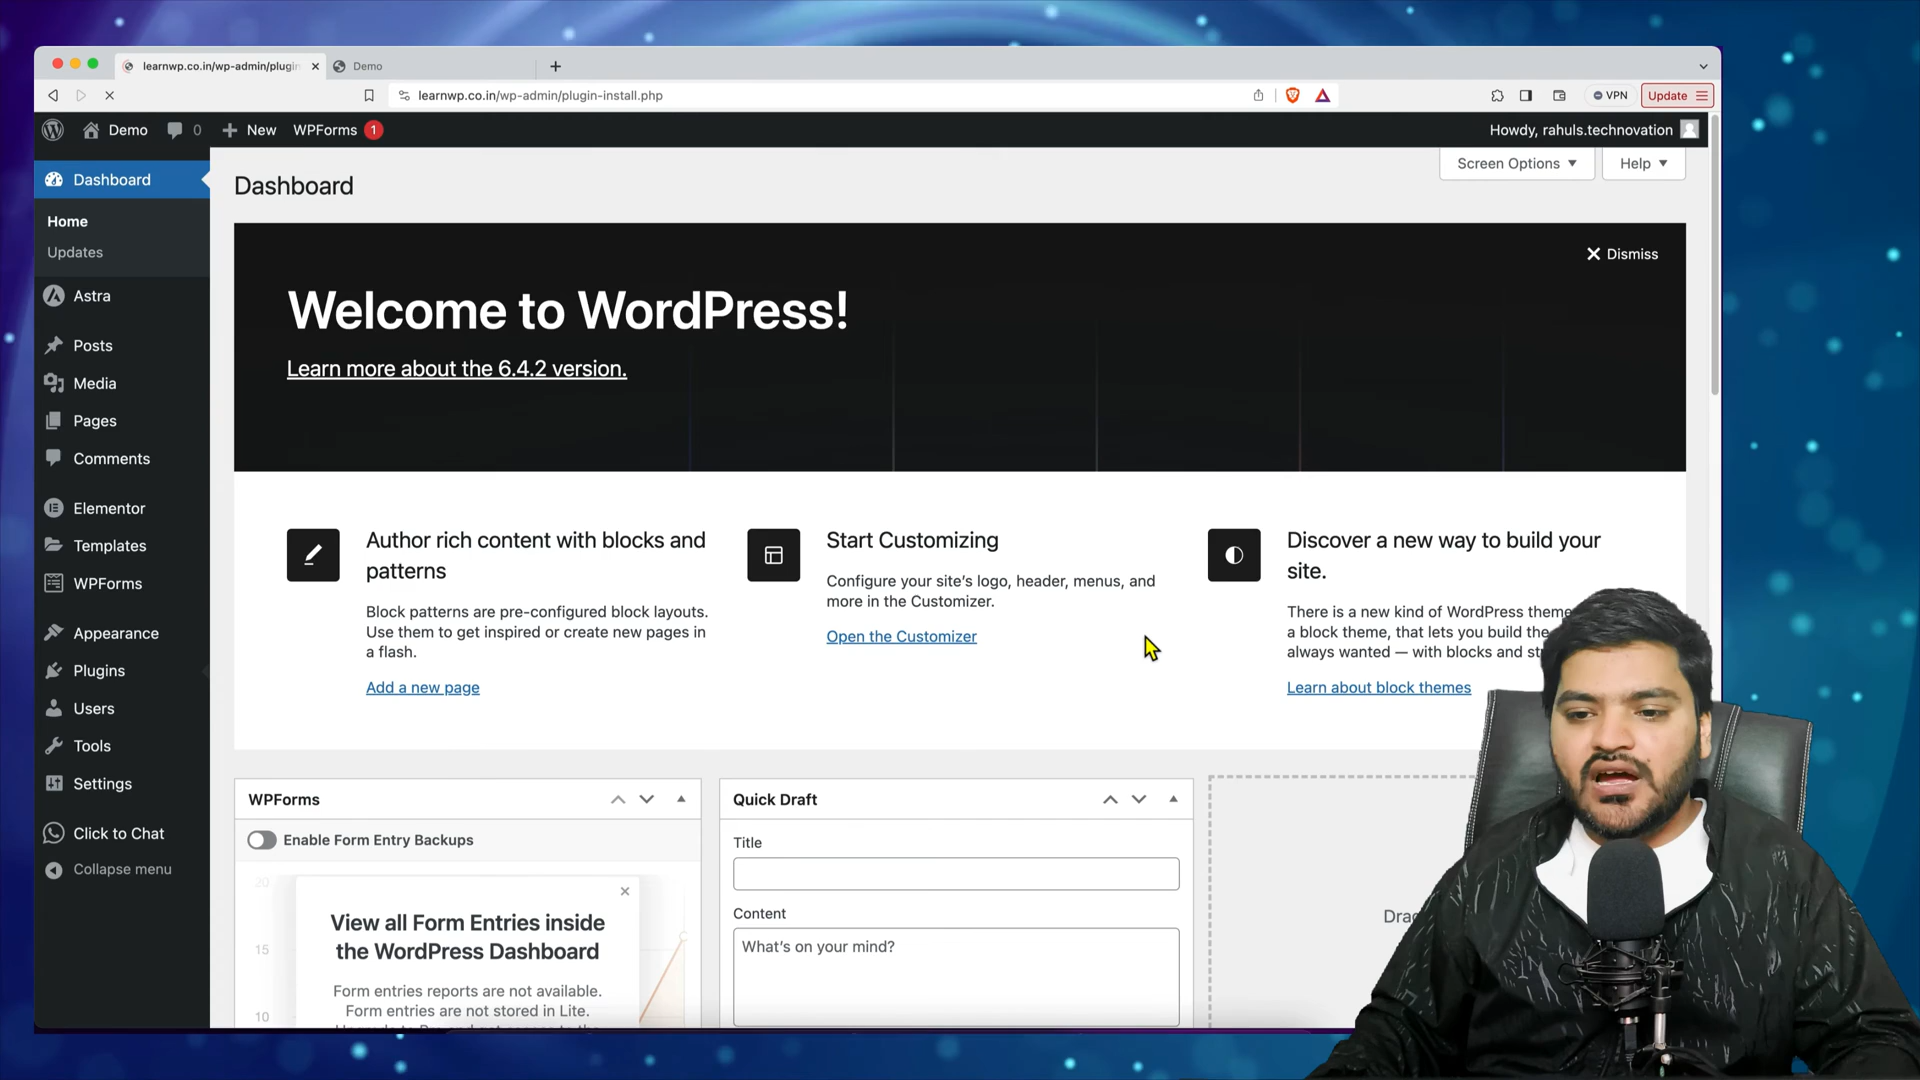 learnwp.co.in/wp-admin/plugin
Demo
learnwp.co.in/wp-admin/plugin-install.php
VPN
Update
Demo
0
New
WPForms
1
Howdy, rahuls.technovation
Dashboard
Home
Updates
Astra
Posts
Media
Pages
Comments
Elementor
Templates
WPForms
Appearance
Plugins
Users
Tools
Settings
Click to Chat
Collapse menu
Screen Options
Help
Dashboard
Dismiss
Welcome to WordPress!
Learn more about the 6.4.2 version.
Author rich content with blocks and
patterns
Block patterns are pre-configured block layouts.
Use them to get inspired or create new pages in
a flash.
Add a new page
Start Customizing
Configure your site's logo, header, menus, and
more in the Customizer.
Open the Customizer
Discover a new way to build your
site.
There is a new kind of WordPress theme
a block theme, that lets you build the
always wanted — with blocks and st
Learn about block themes
WPForms
Enable Form Entry Backups
20
15
10
View all Form Entries inside
the WordPress Dashboard
Form entries reports are not available.
Form entries are not stored in Lite.
Quick Draft
Title
Content
What's on your mind?
Drag